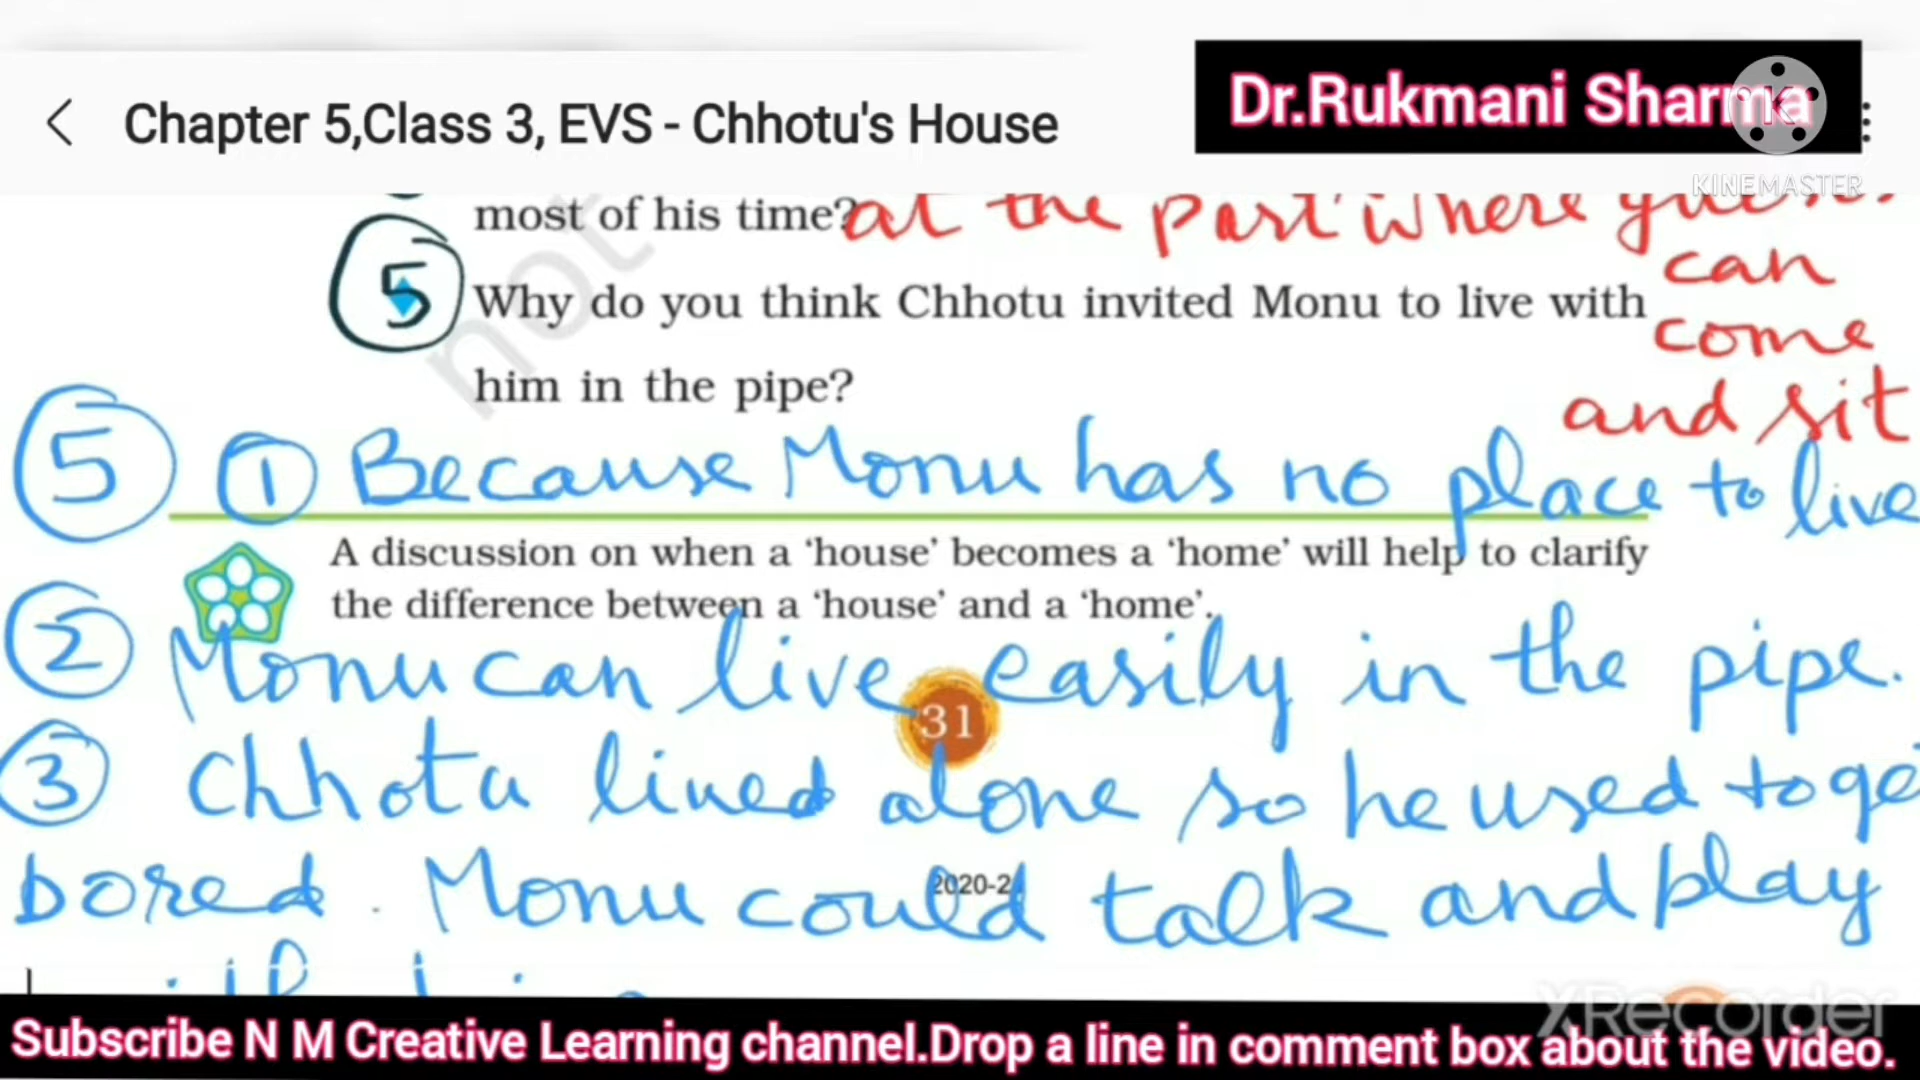 Dr.Rukmani Sharma
Chapter 5,Class 3, EVS - Chhotu's House
KINEMASTER
most of his time? at the part where
can
5 Why do you think Chhotu invited Monu to live with
come
him in the pipe?
and sit
5 1 Because Monu has no place to live
A discussion on when a ‘house’ becomes a ‘home’ will help to clarify
the difference between a ‘house’ and a ‘home’.
2 Monu can live easily in the pipe.
31
3 Chhotu lived alone so he used to ge
2020-2
bored. Monu could talk and play
XRecorder
Subscribe N M Creative Learning channel.Drop a line in comment box about the video.